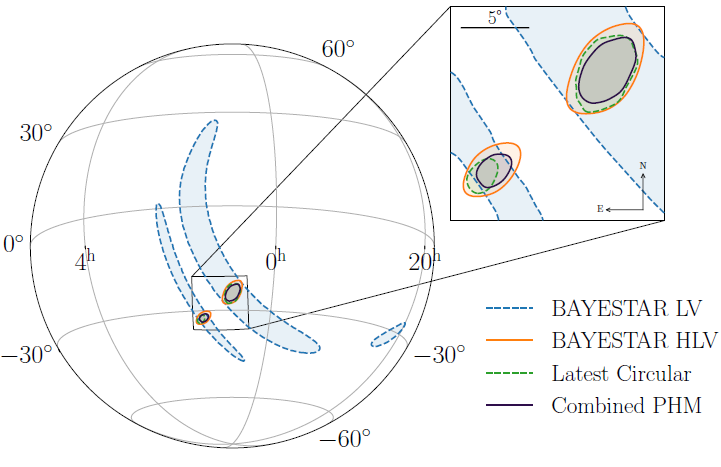 5°
60°
30°
N
E
0°
4h
0h
20h
BAYESTAR LV
−30°
−30°
BAYESTAR HLV
Latest Circular
Combined PHM
−60°